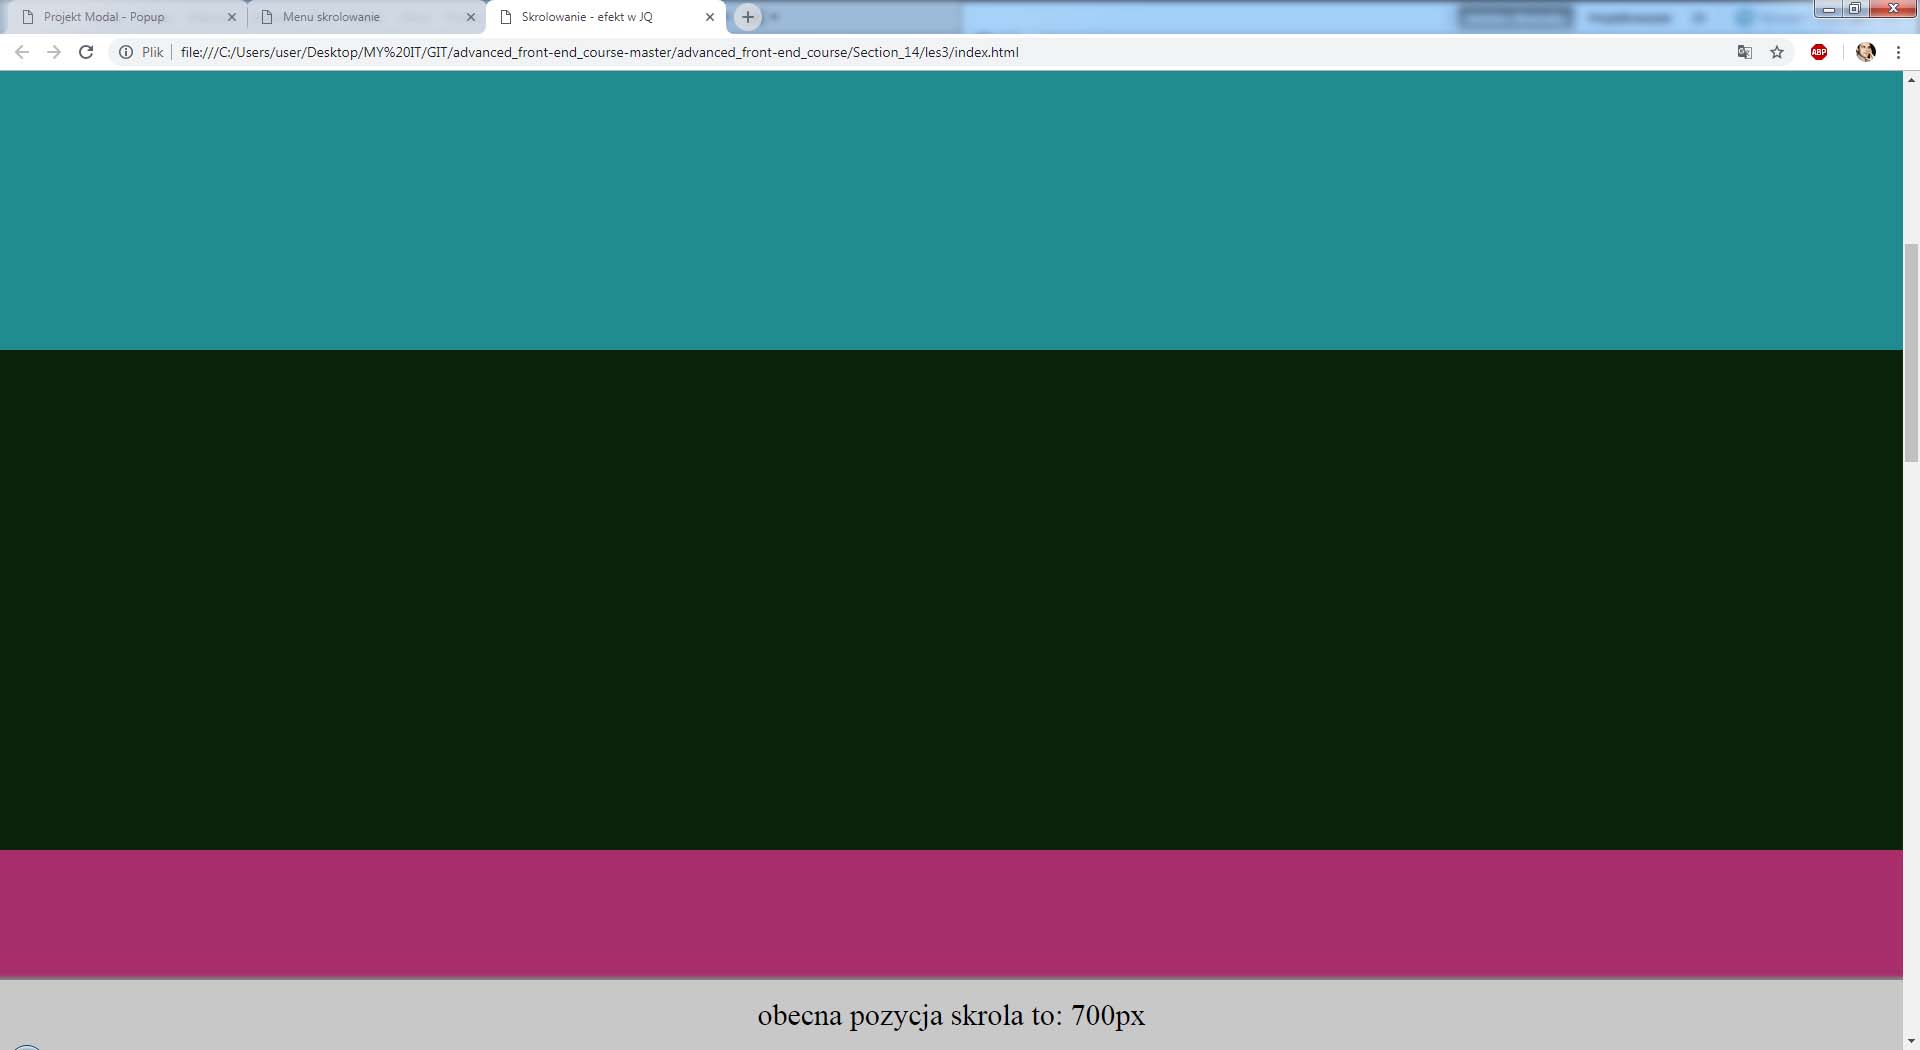 Projekt Modal - Popup
Menu skrolowanie
Skrolowanie - efekt w JQ
Plik
file:///C:/Users/user/Desktop/MY%20IT/GIT/advanced_front-end_course-master/advanced_front-end_course/Section_14/les3/index.html
ABP
obecna pozycja skrola to: 700px